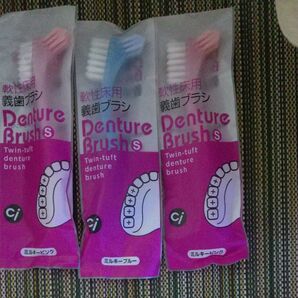 軟性床用
義歯ブラシ
Denture
Brush S
Twin-tuft
denture
brush
Ci
ミルキーピンク
軟性床用
義歯ブラシ
Denture
Brush S
Twin-tuft
denture
brush
Ci
ミルキーブルー
軟性床用
義歯ブラシ
Denture
Brush S
Twin-tuft
denture
brush
Ci
ミルキーピンク